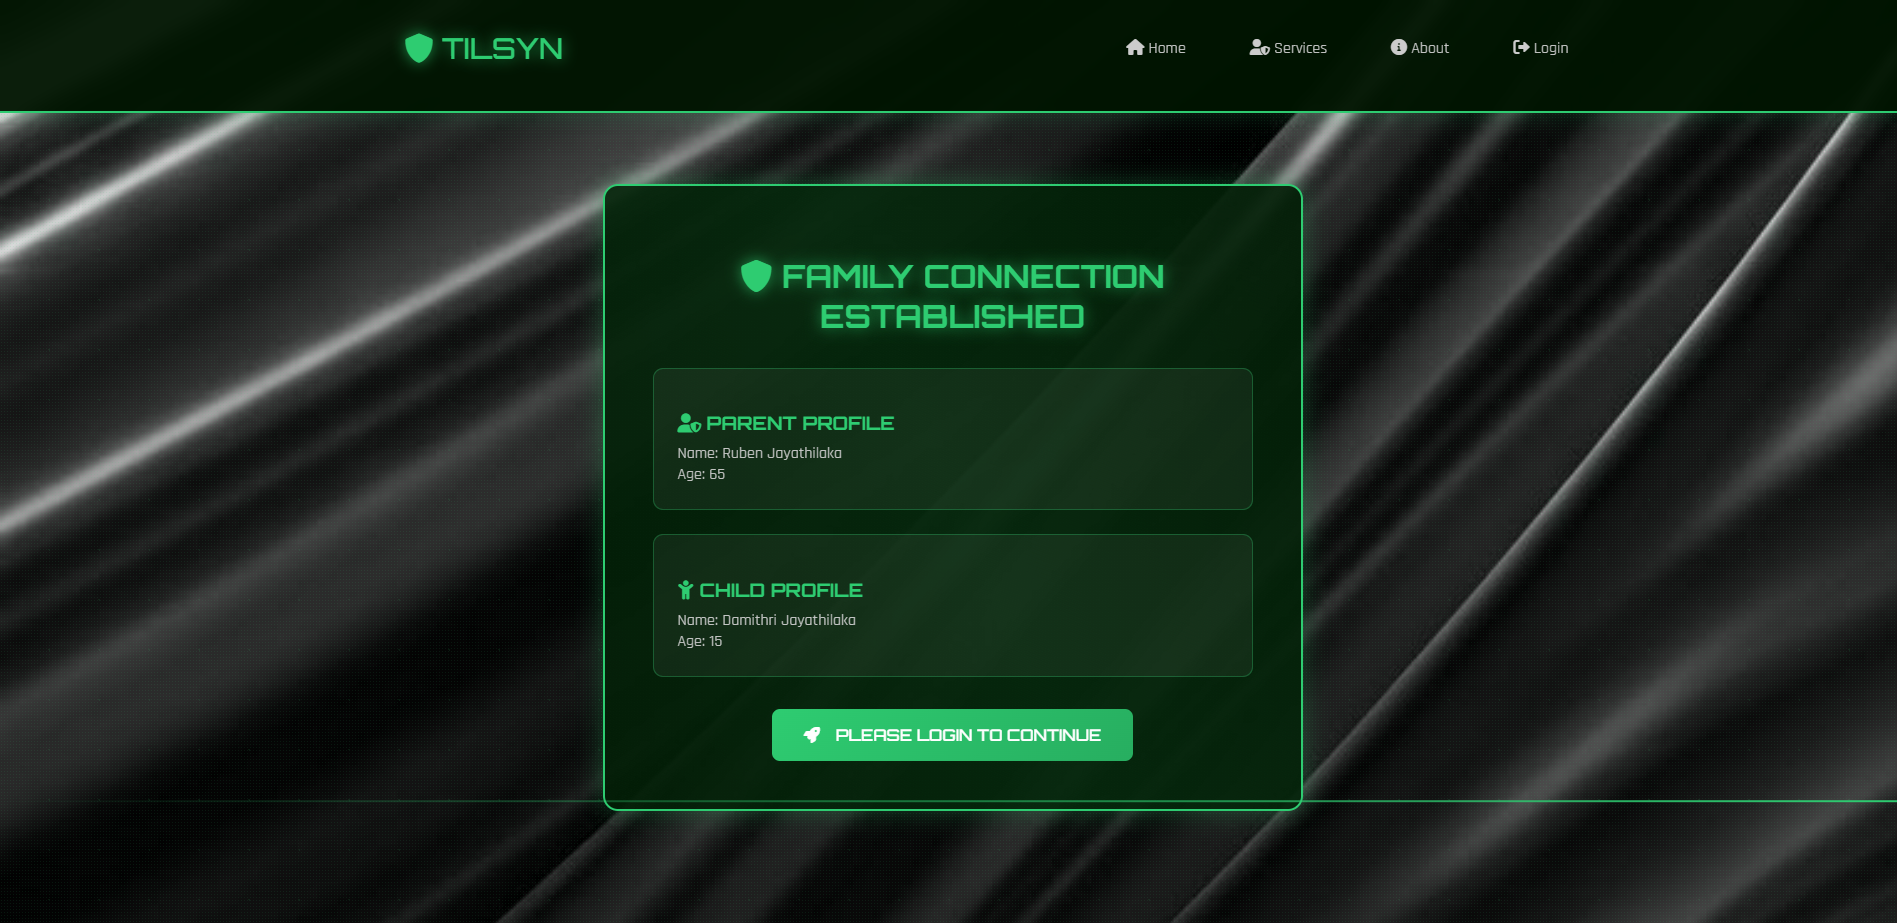 TILSYN
Home
Services
About
Login
FAMILY CONNECTION
ESTABLISHED
PARENT PROFILE
Name: Ruben Jayathilaka
Age: 65
CHILD PROFILE
Name: Damithri Jayathilaka
Age: 15
PLEASE LOGIN TO CONTINUE